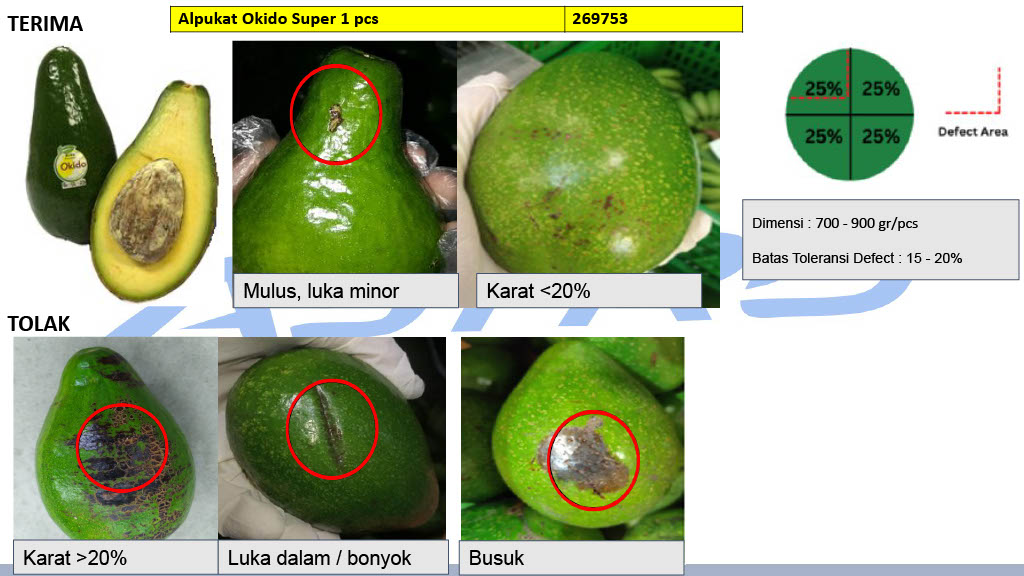 TERIMA
Alpukat Okido Super 1 pcs
269753
Okido
Mulus, luka minor
Karat <20%
25%
25%
25%
25%
Defect Area
Dimensi : 700 - 900 gr/pcs
Batas Toleransi Defect : 15 - 20%
TOLAK
Karat >20%
Luka dalam / bonyok
Busuk